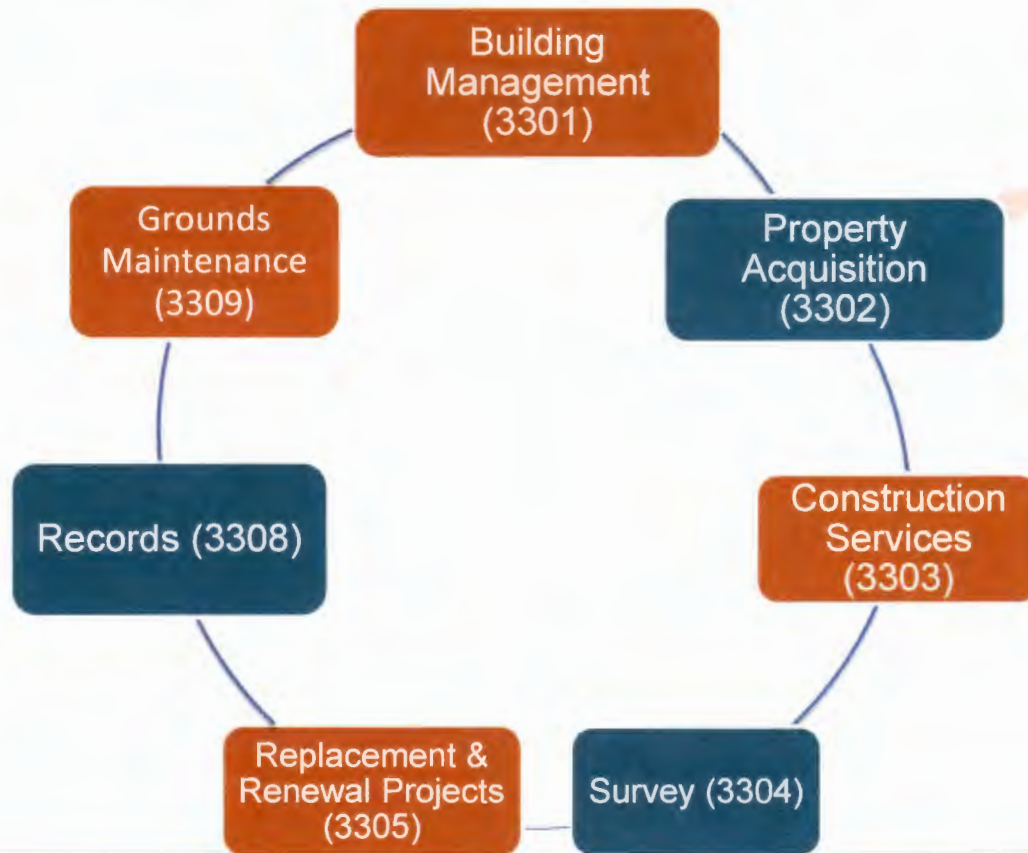 Building
Management
(3301)
Property
Acquisition
(3302)
Construction
Services
(3303)
Survey (3304)
Replacement &
Renewal Projects
(3305)
Records (3308)
Grounds
Maintenance
(3309)